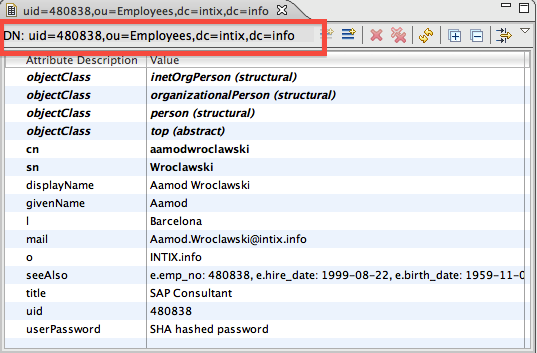 uid=480838,ou=Employees,dc=intix,dc=info
DN: uid=480838,ou=Employees,dc=intix,dc=info
Attribute Description Value
objectClass inetOrgPerson (structural)
objectClass organizationalPerson (structural)
objectClass person (structural)
objectClass top (abstract)
cn aamodwroclawski
sn Wroclawski
displayName Aamod Wroclawski
givenName Aamod
l Barcelona
mail Aamod.Wroclawski@intix.info
o INTIX.info
seeAlso e.emp_no: 480838, e.hire_date: 1999-08-22, e.birth_date: 1959-11-0
title SAP Consultant
uid 480838
userPassword SHA hashed password